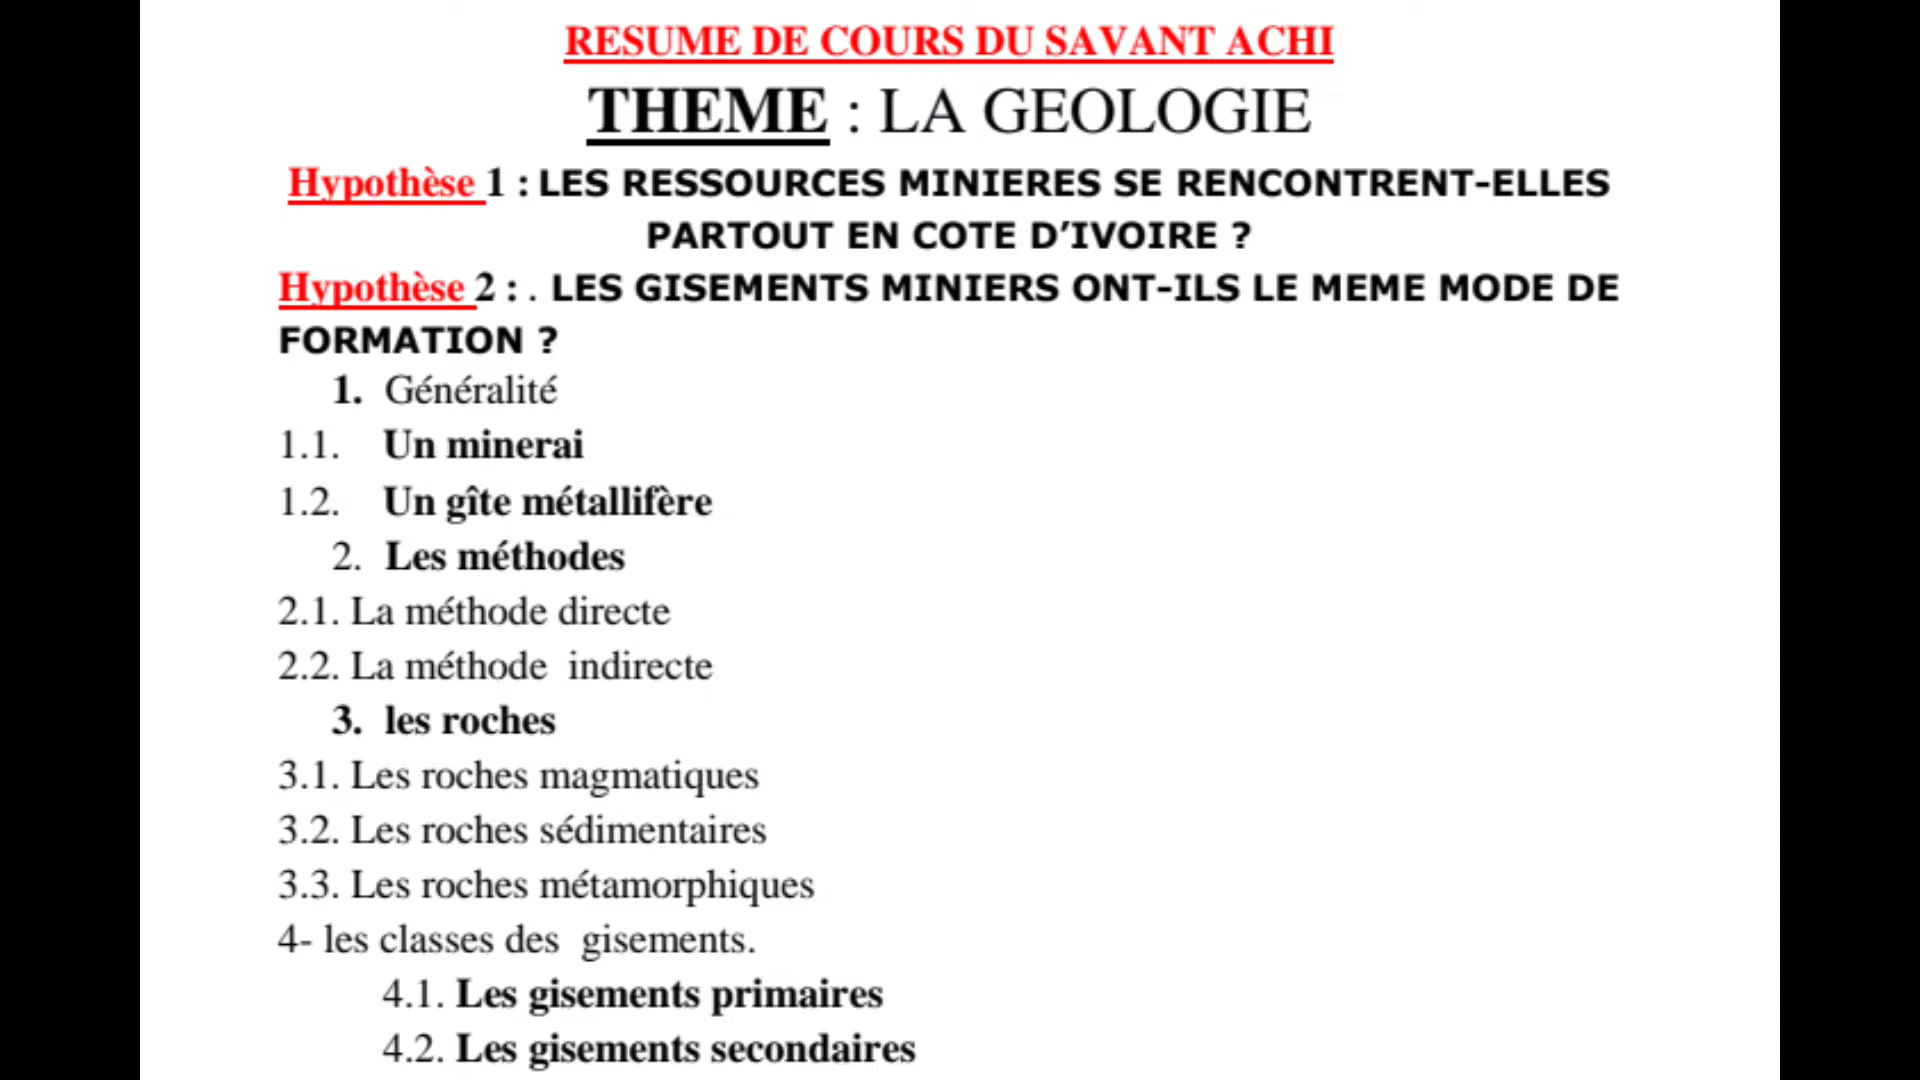 RESUME DE COURS DU SAVANT ACHI
THEME : LA GEOLOGIE
Hypothèse 1 : LES RESSOURCES MINIERES SE RENCONTRENT-ELLES
PARTOUT EN COTE D’IVOIRE ?
Hypothèse 2 : . LES GISEMENTS MINIERS ONT-ILS LE MEME MODE DE
FORMATION ?
1. Généralité
1.1. Un minerai
1.2. Un gîte métallifère
2. Les méthodes
2.1. La méthode directe
2.2. La méthode indirecte
3. les roches
3.1. Les roches magmatiques
3.2. Les roches sédimentaires
3.3. Les roches métamorphiques
4- les classes des gisements.
4.1. Les gisements primaires
4.2. Les gisements secondaires